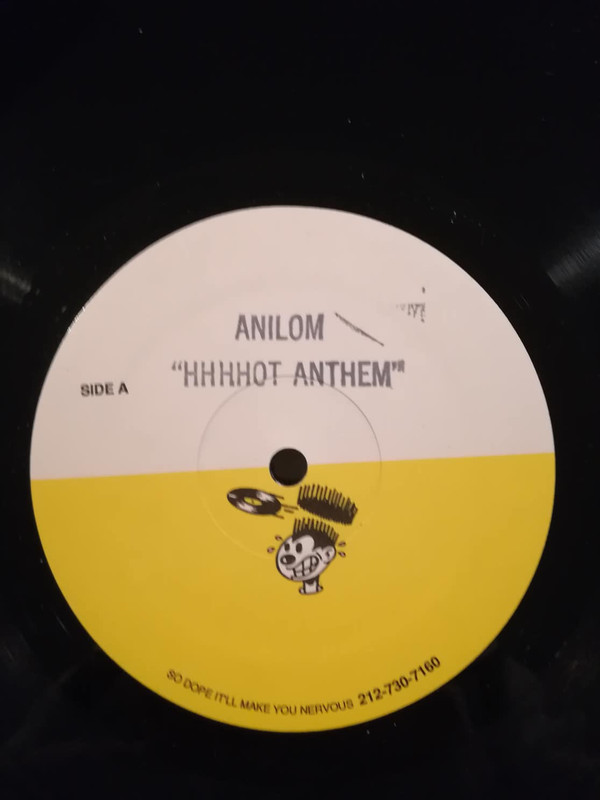 ANILOM
"HHHHOT ANTHEM"
SIDE A
SO DOPE IT'LL MAKE YOU NERVOUS 212-730-7160